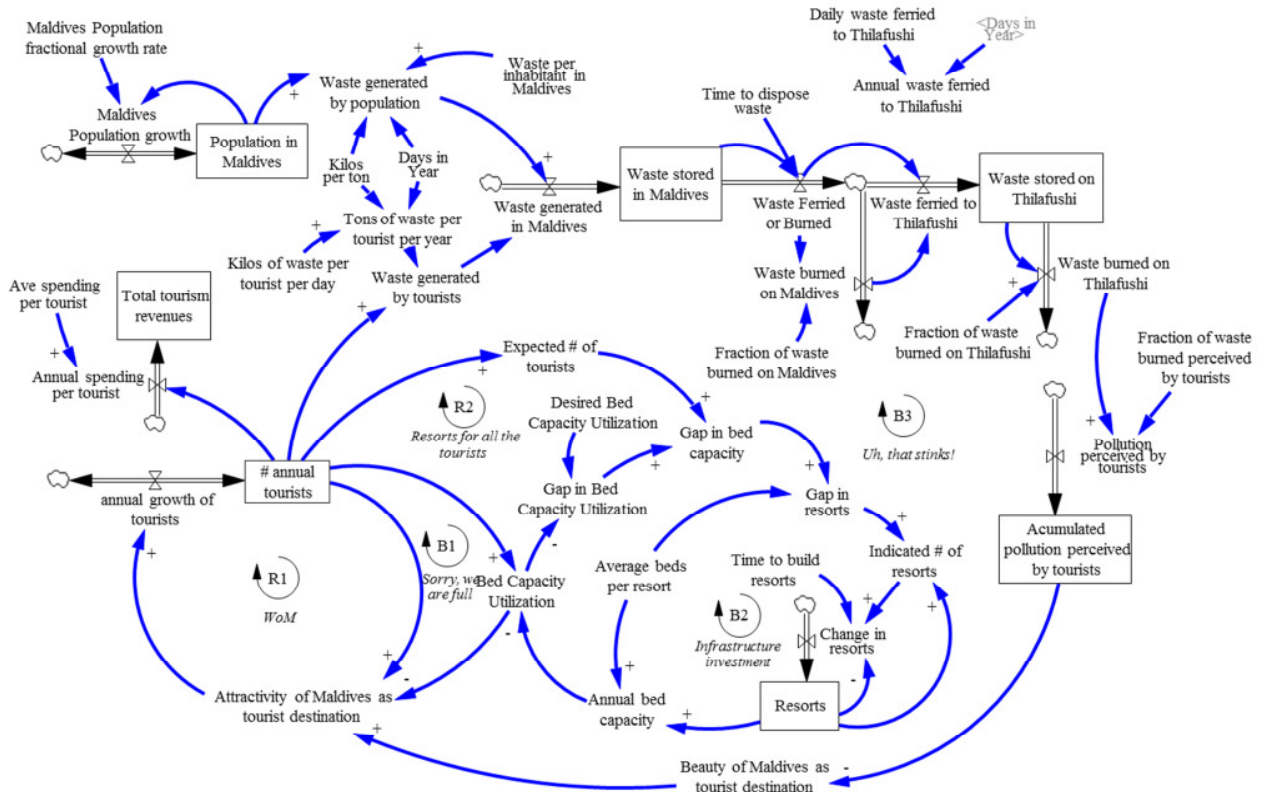 Maldives Population
fractional growth rate
Maldives
Population growth
Population in
Maldives
+
+
Waste generated
by population
+
Waste per
inhabitant in
Maldives
Kilos
per ton
Days in
Year
Tons of waste per
tourist per year
+
Kilos of waste per
tourist per day
Waste generated
by tourists
+
+
Waste generated
in Maldives
Waste stored
in Maldives
Time to dispose
waste
Daily waste ferried
to Thilafushi
<Days in
Year>
Annual waste ferried
to Thilafushi
Waste Ferried
or Burned
Waste ferried to
Thilafushi
Waste stored on
Thilafushi
Waste burned
on Maldives
Fraction of waste
burned on Maldives
+
Fraction of waste
burned on Thilafushi
+
Waste burned on
Thilafushi
Fraction of waste
burned perceived
by tourists
+
Pollution
perceived by
tourists
Ave spending
per tourist
+
Annual spending
per tourist
Total tourism
revenues
Expected # of
tourists
+
R2
Resorts for all the
tourists
Desired Bed
Capacity Utilization
Gap in bed
capacity
+
+
B3
Uh, that stinks!
# annual
tourists
annual growth of
tourists
+
Gap in Bed
Capacity Utilization
-
Gap in
resorts
+
Indicated # of
resorts
+
+
Acumulated
pollution perceived
by tourists
R1
WoM
B1
Sorry, we
are full
+
Bed Capacity
Utilization
-
Average beds
per resort
Time to build
resorts
B2
Infrastructure
investment
Change in
resorts
+
-
Attractivity of Maldives as
tourist destination
+
-
+
Annual bed
capacity
+
+
Resorts
Beauty of Maldives as
tourist destination
-